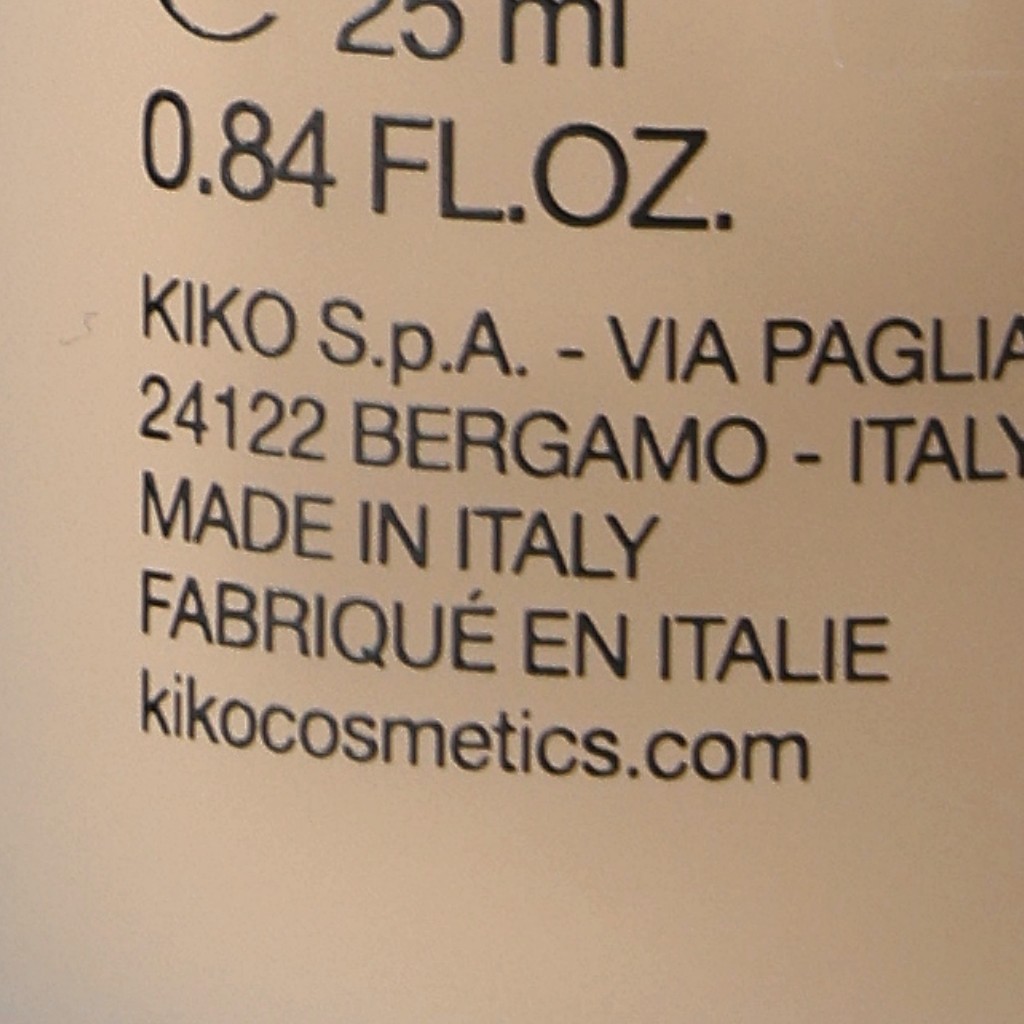 25 ml
0.84 FL.OZ.
KIKO S.p.A. - VIA PAGLIA
24122 BERGAMO - ITALY
MADE IN ITALY
FABRIQUÉ EN ITALIE
kikocosmetics.com